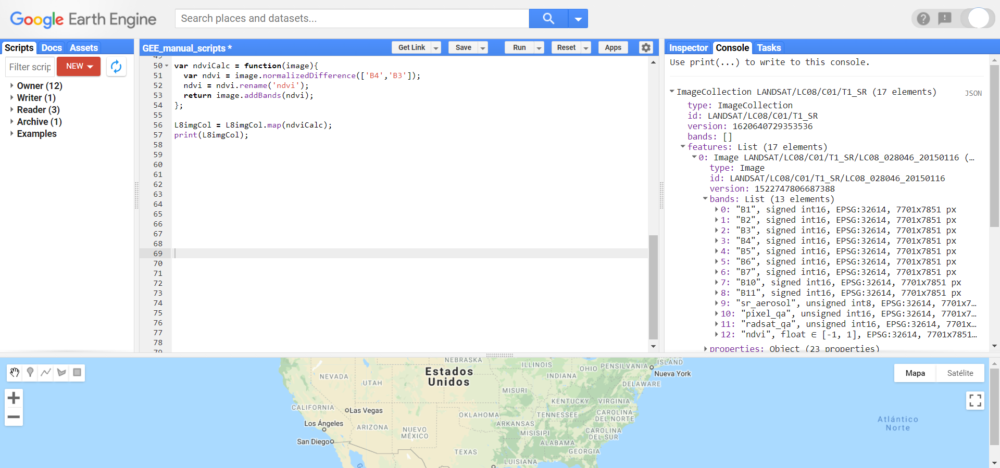 Google Earth Engine
Search places and datasets...
Scripts Docs Assets
Filter scrip
NEW
Owner (12)
Writer (1)
Reader (3)
Archive (1)
Examples
GEE_manual_scripts *
Get Link
Save
Run
Reset
Apps
50 var ndviCalc = function(image){
51 var ndvi = image.normalizedDifference(['B4','B3']);
52 ndvi = ndvi.rename('ndvi');
53 return image.addBands(ndvi);
54 };
55
56 L8imgCol = L8imgCol.map(ndviCalc);
57 print(L8imgCol);
58
59
60
61
62
63
64
65
66
67
68
69
70
71
72
73
74
75
76
77
78
79
Inspector Console Tasks
Use print(...) to write to this console.
ImageCollection LANDSAT/LC08/C01/T1_SR (17 elements) JSON
type: ImageCollection
id: LANDSAT/LC08/C01/T1_SR
version: 1620640729353536
bands: []
features: List (17 elements)
0: Image LANDSAT/LC08/C01/T1_SR/LC08_028046_20150116 (…
type: Image
id: LANDSAT/LC08/C01/T1_SR/LC08_028046_20150116
version: 1522747806687388
bands: List (13 elements)
0: "B1", signed int16, EPSG:32614, 7701x7851 px
1: "B2", signed int16, EPSG:32614, 7701x7851 px
2: "B3", signed int16, EPSG:32614, 7701x7851 px
3: "B4", signed int16, EPSG:32614, 7701x7851 px
4: "B5", signed int16, EPSG:32614, 7701x7851 px
5: "B6", signed int16, EPSG:32614, 7701x7851 px
6: "B7", signed int16, EPSG:32614, 7701x7851 px
7: "B10", signed int16, EPSG:32614, 7701x7851 px
8: "B11", signed int16, EPSG:32614, 7701x7851 px
9: "sr_aerosol", unsigned int8, EPSG:32614, 7701x7…
10: "pixel_qa", unsigned int16, EPSG:32614, 7701x7…
11: "radsat_qa", unsigned int16, EPSG:32614, 7701x…
12: "ndvi", float ∈ [-1, 1], EPSG:32614, 7701x7851…
properties: Object (23 properties)
Mapa Satélite
NEBRASKA
ILLINOIS
OHIO
PENSILVANIA
ISLAND
Nueva York
NEVADA
UTAH
Estados
Unidos
INDIANA
DELAWARE
MISURI
KENTUCKY
VIRGINIA
CALIFORNIA
Las Vegas
OKLAHOMA
TENNESSEE
CAROLINA
DEL NORTE
Los Ángeles
ARIZONA
NUEVO
MÉXICO
ARKANSAS
MISISIPI
CAROLINA
DEL SUR
San Diego
ALABAMA
TEXAS
GEORGIA
LUISIANA
Atlántico
Norte